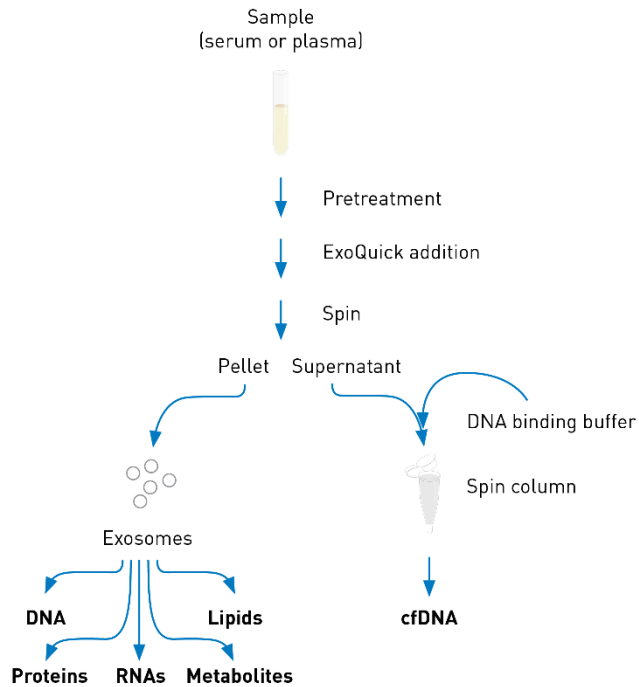 Sample
(serum or plasma)
Pretreatment
ExoQuick addition
Spin
Pellet Supernatant
DNA binding buffer
Spin column
Exosomes
DNA Lipids cfDNA
Proteins RNAs Metabolites